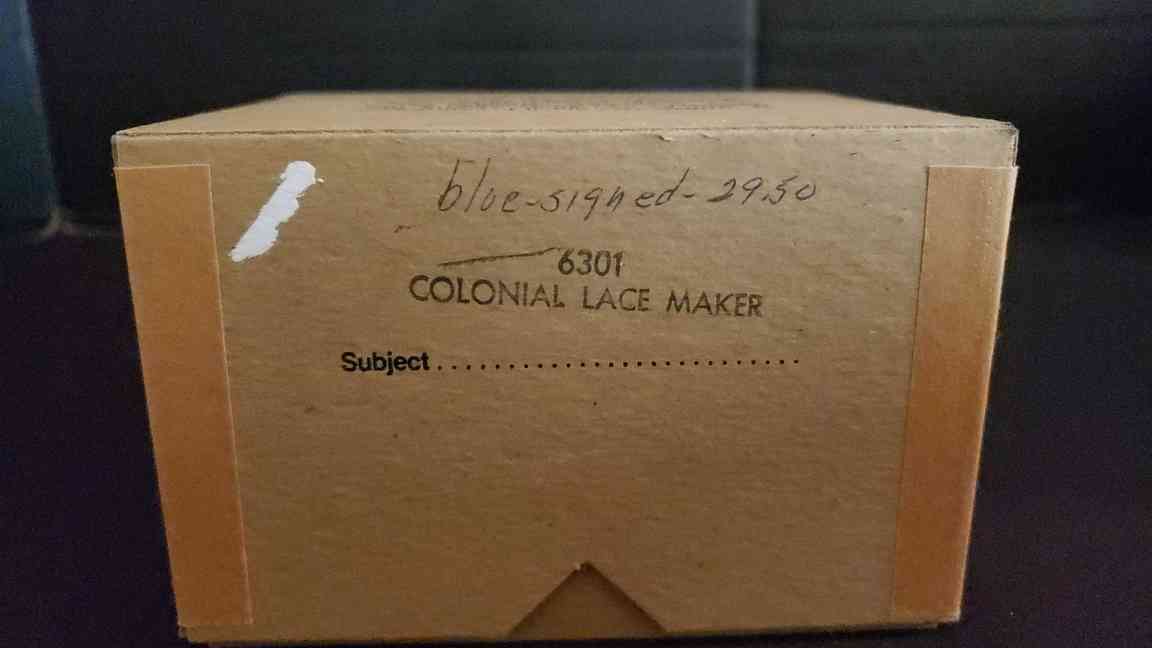 blue-signed-29.50
6301
COLONIAL LACE MAKER
Subject...........................